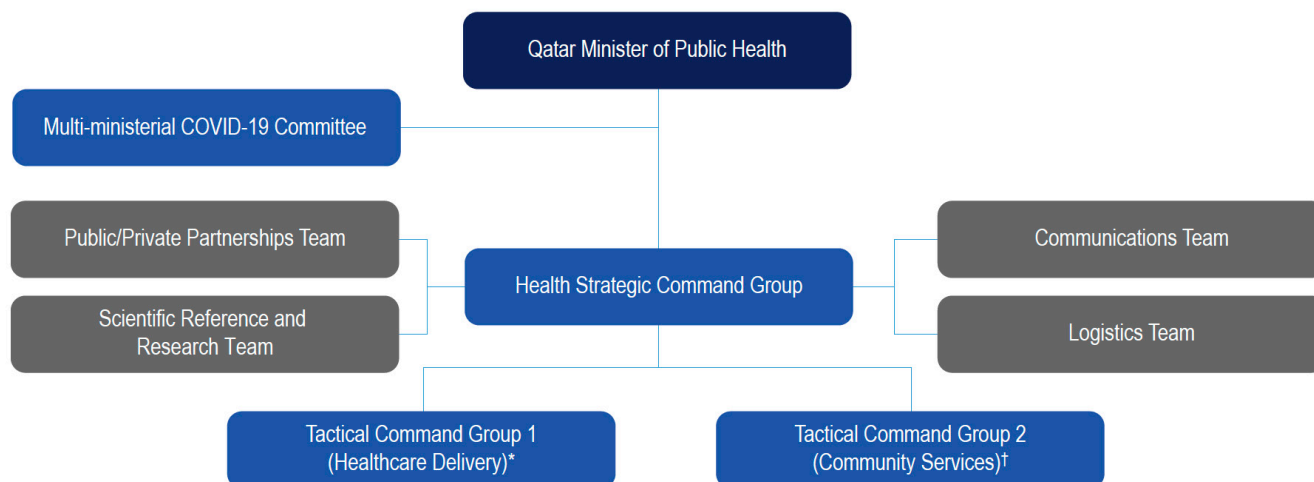 Qatar Minister of Public Health
Multi-ministerial COVID-19 Committee
Public/Private Partnerships Team
Communications Team
Health Strategic Command Group
Scientific Reference and
Research Team
Logistics Team
Tactical Command Group 1
(Healthcare Delivery)*
Tactical Command Group 2
(Community Services)†